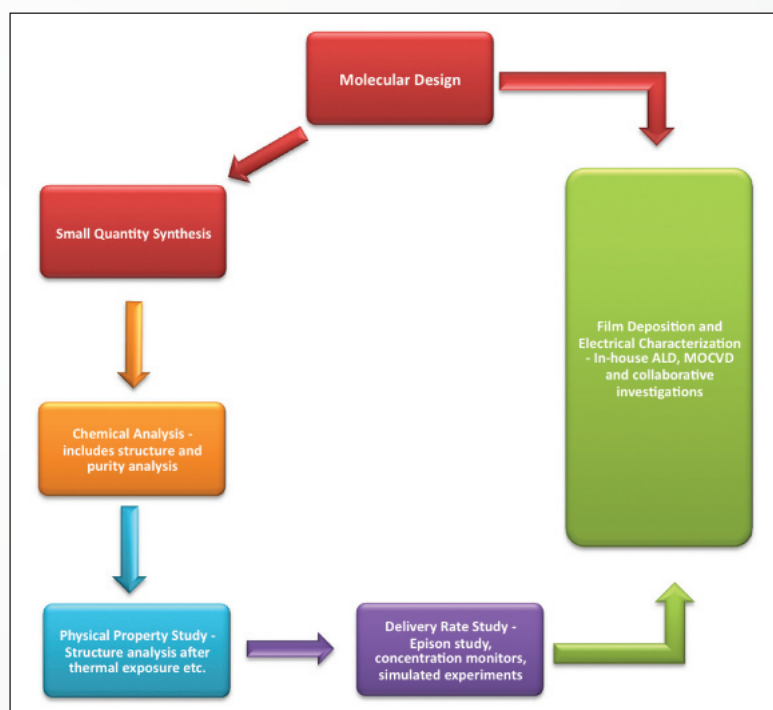 Molecular Design
Small Quantity Synthesis
Chemical Analysis -
includes structure and
purity analysis
Physical Property Study -
Structure analysis after
thermal exposure etc.
Delivery Rate Study -
Epison study,
concentration monitors,
simulated experiments
Film Deposition and
Electrical Characterization
- In-house ALD, MOCVD
and collaborative
investigations